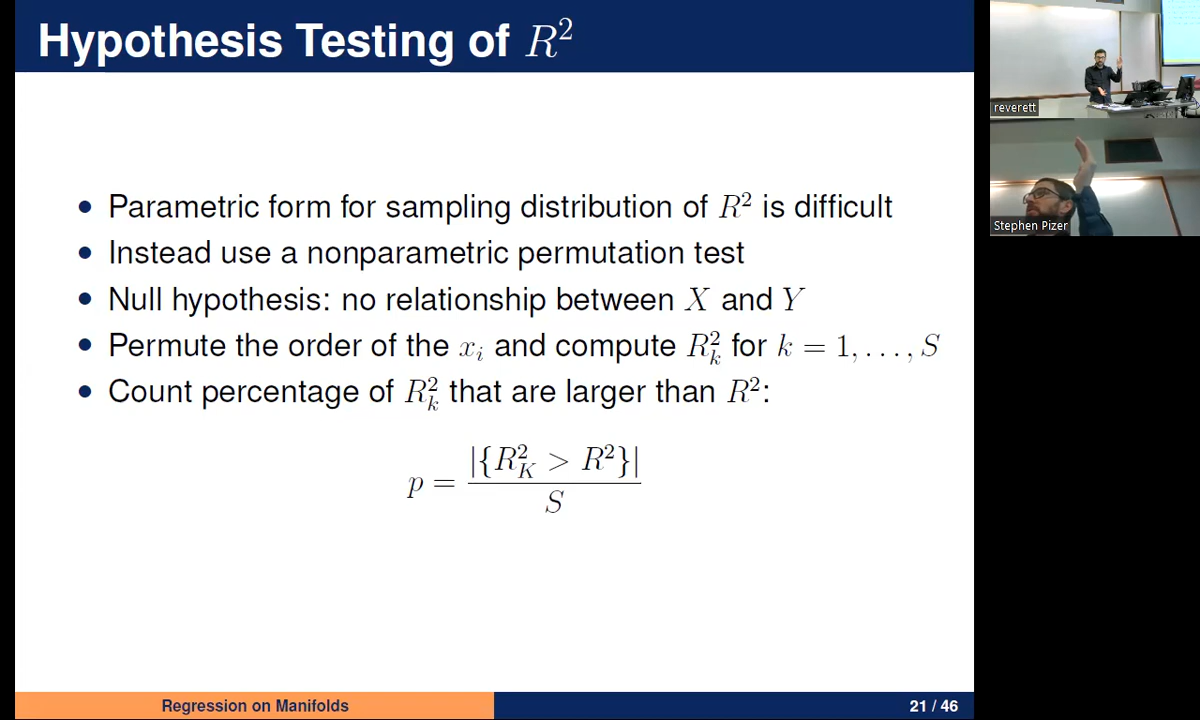 Hypothesis Testing of R²
• Parametric form for sampling distribution of R² is difficult
• Instead use a nonparametric permutation test
• Null hypothesis: no relationship between X and Y
• Permute the order of the xᵢ and compute R²ₖ for k = 1, . . . , S
• Count percentage of R²ₖ that are larger than R²:
p = |{R²_K > R²}| / S
Regression on Manifolds
21 / 46
reverett
Stephen Pizer